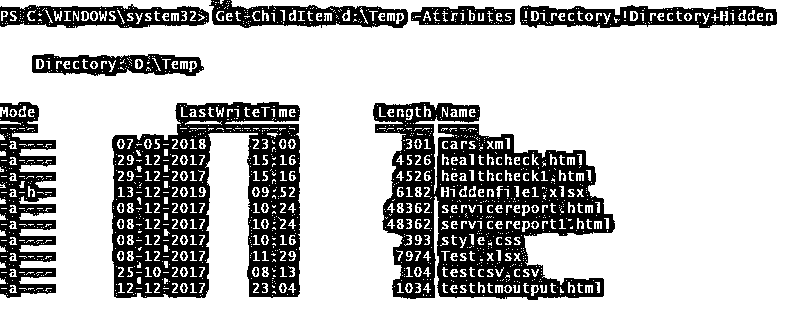 PS C:\WINDOWS\system32> Get-ChildItem d:\Temp -Attributes !Directory,!Directory+Hidden
Directory: D:\Temp
Mode LastWriteTime Length Name
-a---- 07-05-2018 23:00 301 cars.xml
-a---- 29-12-2017 15:16 4526 healthcheck.html
-a---- 29-12-2017 15:16 4526 healthcheck1.html
-a-h-- 13-12-2019 09:52 6182 Hiddenfile1.xlsx
-a---- 08-12-2017 10:24 48362 servicereport.html
-a---- 08-12-2017 10:24 48362 servicereport1.html
-a---- 08-12-2017 10:16 393 style.css
-a---- 08-12-2017 11:29 7974 Test.xlsx
-a---- 25-10-2017 08:13 104 testcsv.csv
-a---- 12-12-2017 23:04 1034 testhtmoutput.html